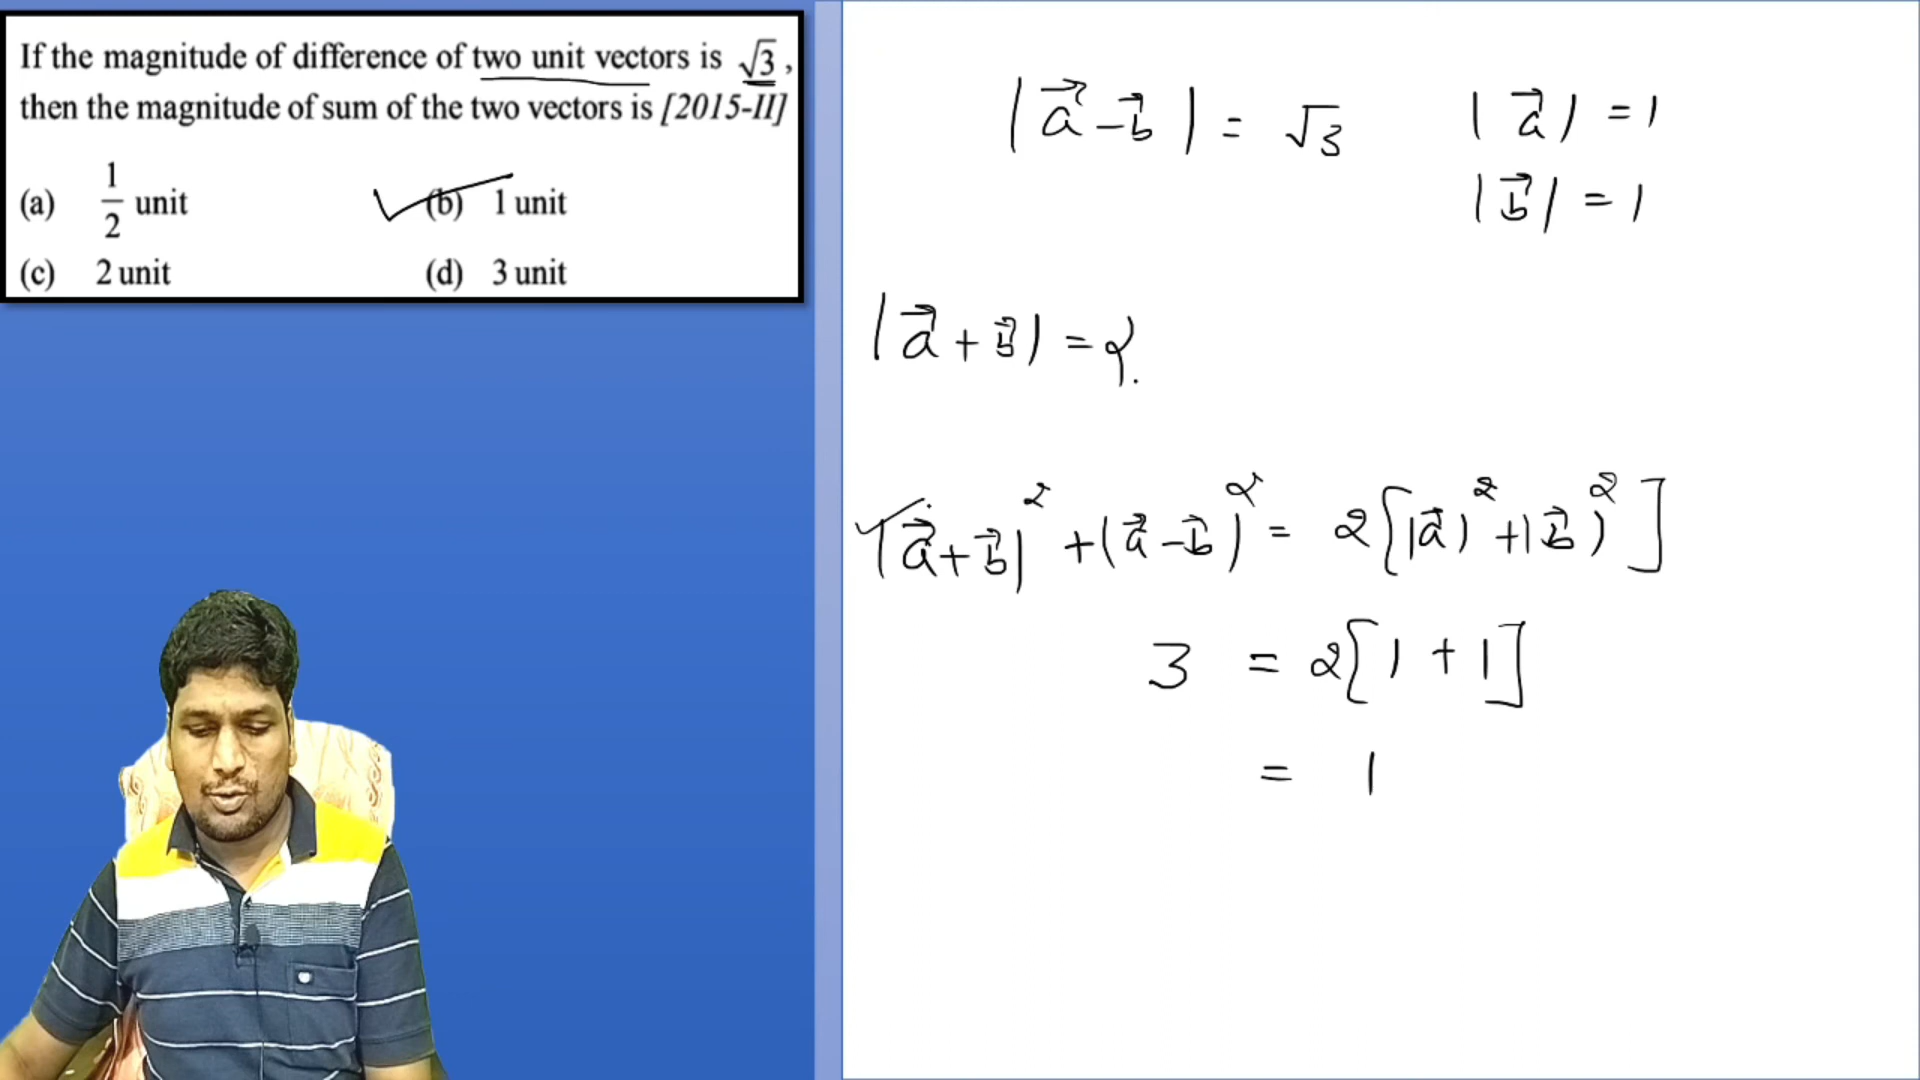 If the magnitude of difference of two unit vectors is √3,
then the magnitude of sum of the two vectors is [2015-II]
(a) 1/2 unit (b) 1 unit
(c) 2 unit (d) 3 unit
|a⃗ - b⃗| = √3 |a⃗| = 1
|b⃗| = 1
|a⃗ + b⃗| =
|a⃗ + b⃗|² + |a⃗ - b⃗|² = 2[|a⃗|² + |b⃗|²]
3 = 2[1 + 1]
= 1